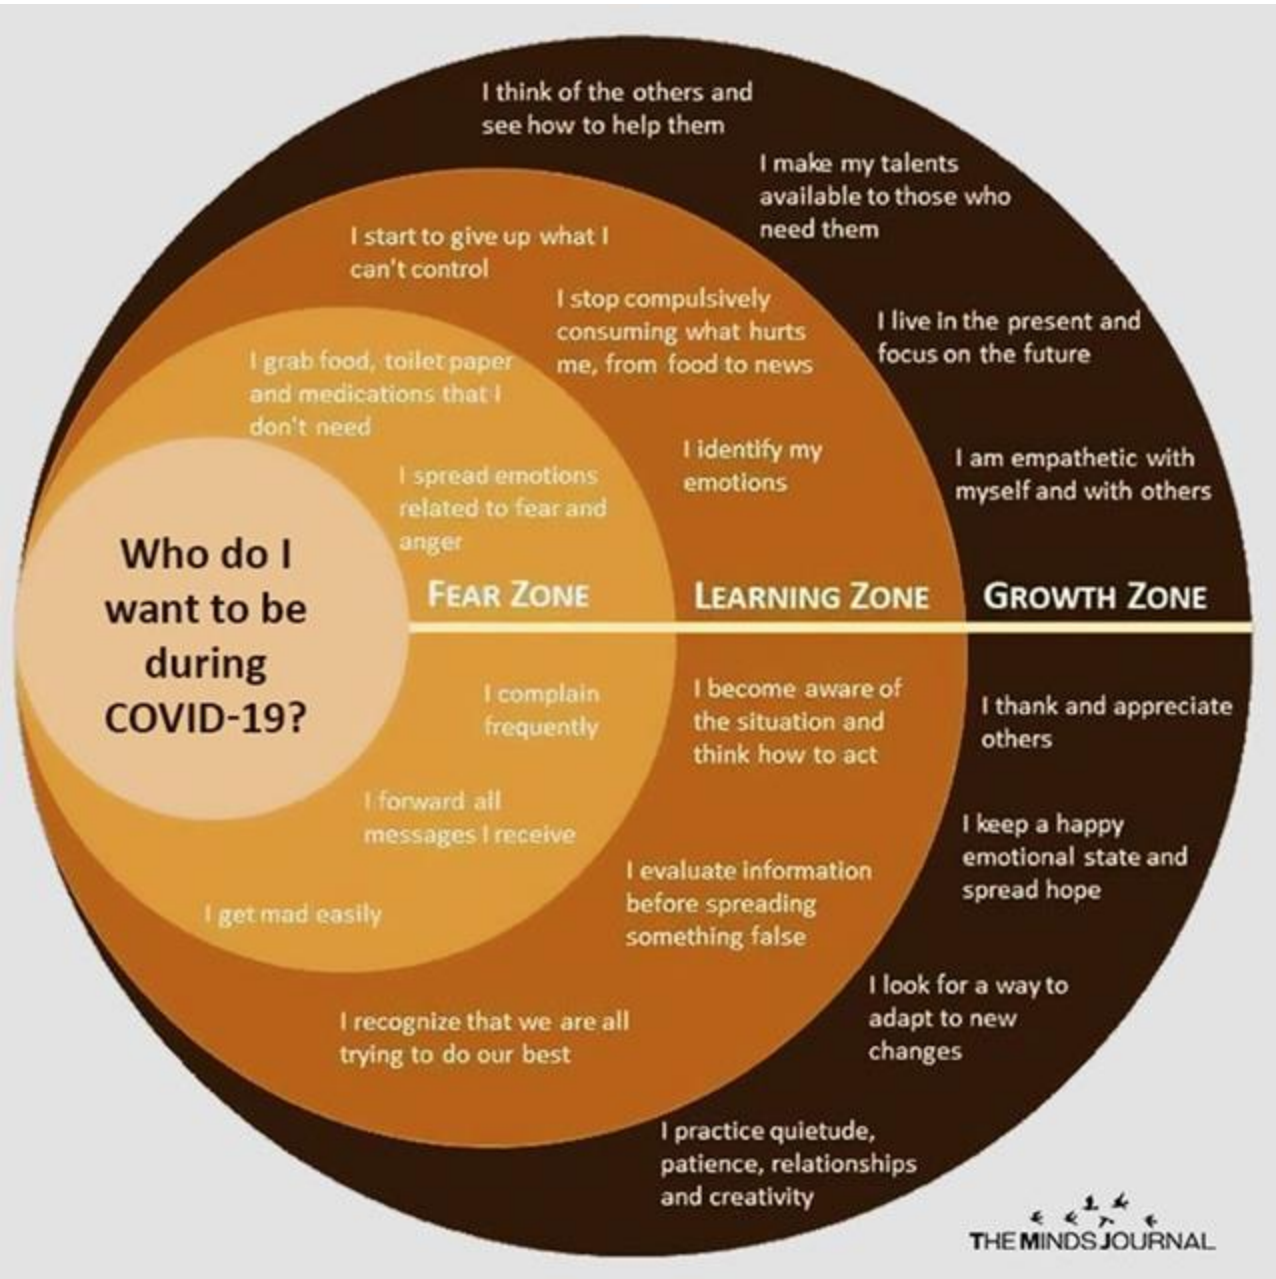 I think of the others and
see how to help them
I make my talents
available to those who
need them
I start to give up what I
can't control
I stop compulsively
consuming what hurts
me, from food to news
I live in the present and
focus on the future
I grab food, toilet paper
and medications that I
don't need
I identify my
emotions
I am empathetic with
myself and with others
I spread emotions
related to fear and
anger
Who do I
want to be
during
COVID-19?
FEAR ZONE
LEARNING ZONE
GROWTH ZONE
I complain
frequently
I become aware of
the situation and
think how to act
I thank and appreciate
others
I forward all
messages I receive
I keep a happy
emotional state and
spread hope
I evaluate information
before spreading
something false
I get mad easily
I look for a way to
adapt to new
changes
I recognize that we are all
trying to do our best
I practice quietude,
patience, relationships
and creativity
THE MINDS JOURNAL